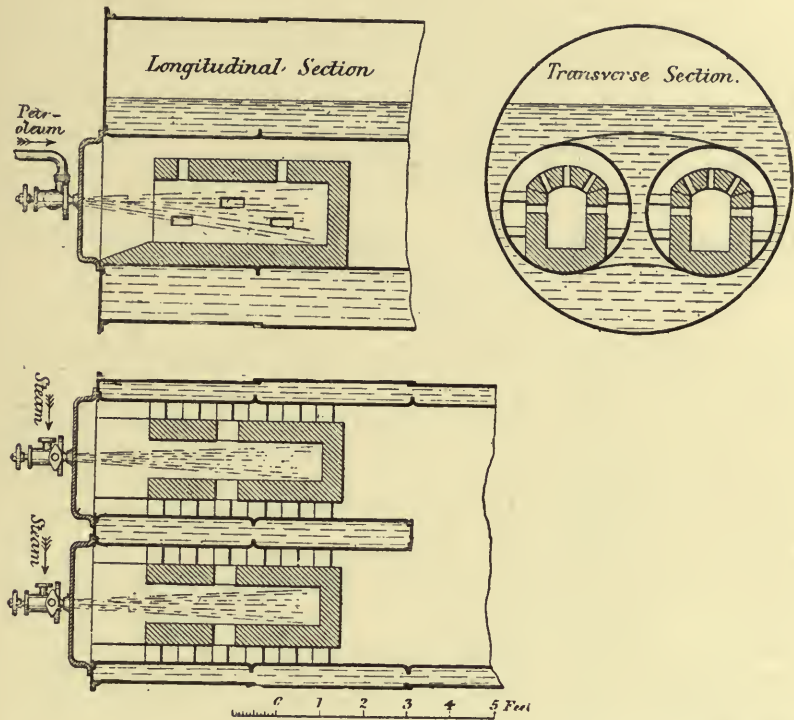 Longitudinal Section
Transverse Section.
Petr-
oleum
Steam
Steam
0 1 2 3 4 5 Feet